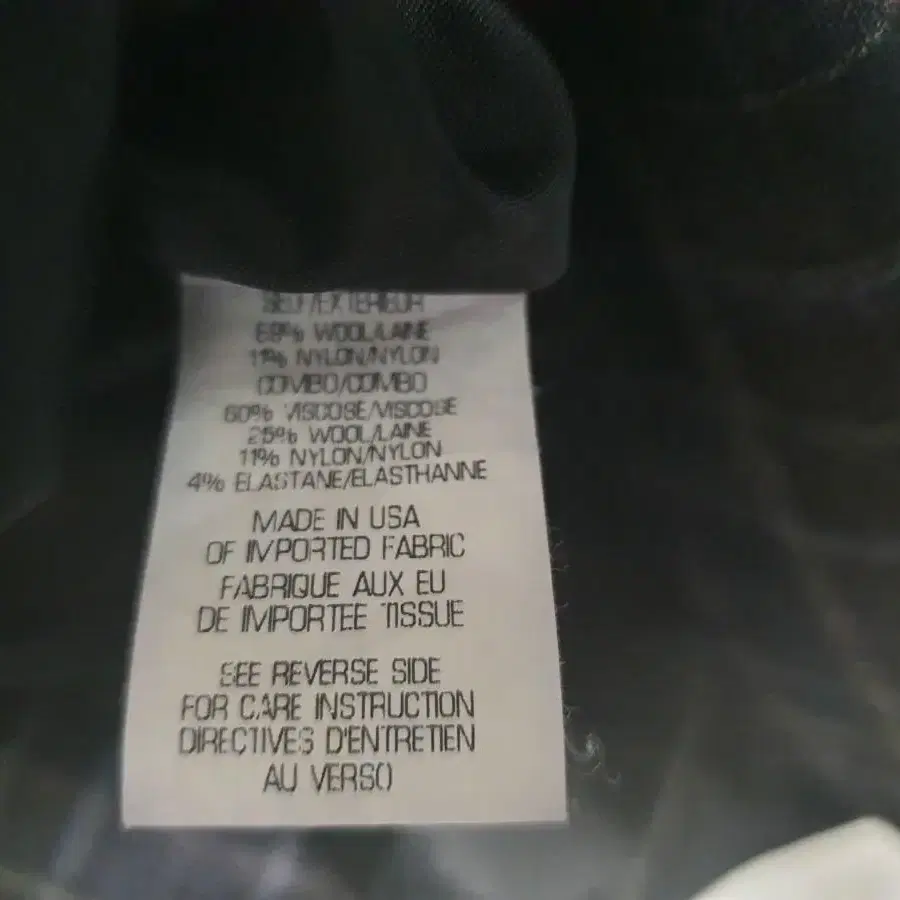 SELF/EXTERIEUR
89% WOOL/LAINE
11% NYLON/NYLON
COMBO/COMBO
60% VISCOSE/VISCOSE
25% WOOL/LAINE
11% NYLON/NYLON
4% ELASTANE/ELASTHANNE
MADE IN USA
OF IMPORTED FABRIC
FABRIQUE AUX EU
DE IMPORTEE TISSUE
SEE REVERSE SIDE
FOR CARE INSTRUCTION
DIRECTIVES D'ENTRETIEN
AU VERSO